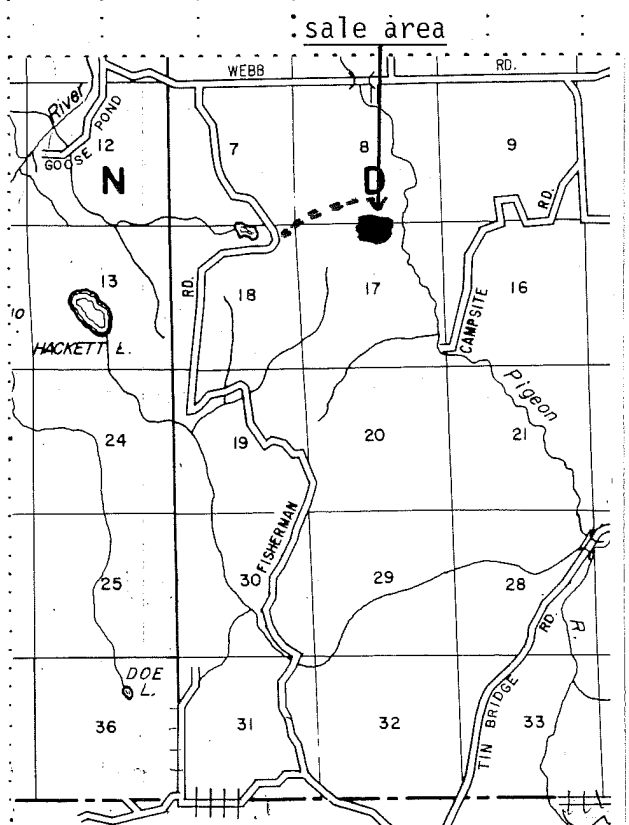 sale area
WEBB RD.
River
GOOSE POND
12
7
8
9
N
D
RD.
13
18
17
16
RD.
CAMPSITE
10
HACKETT L.
Pigeon
24
19
20
21
FISHERMAN
25
30
29
28
RD.
R.
DOE
L.
TIN BRIDGE
36
31
32
33